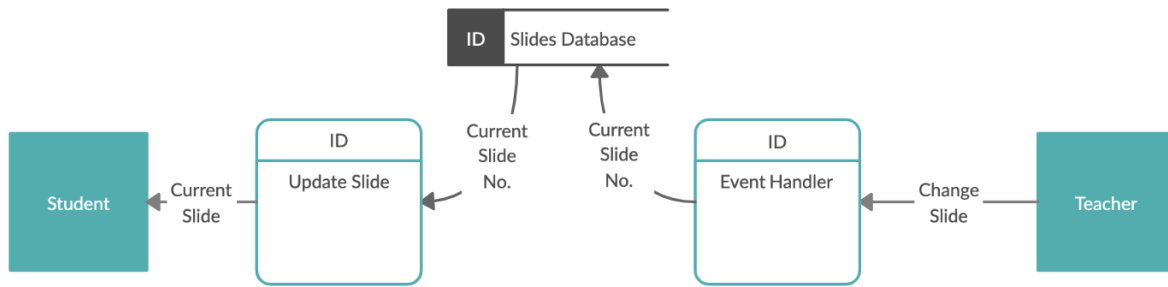 ID Slides Database
Current
Slide
No.
Current
Slide
No.
ID
Update Slide
ID
Event Handler
Student
Current
Slide
Change
Slide
Teacher